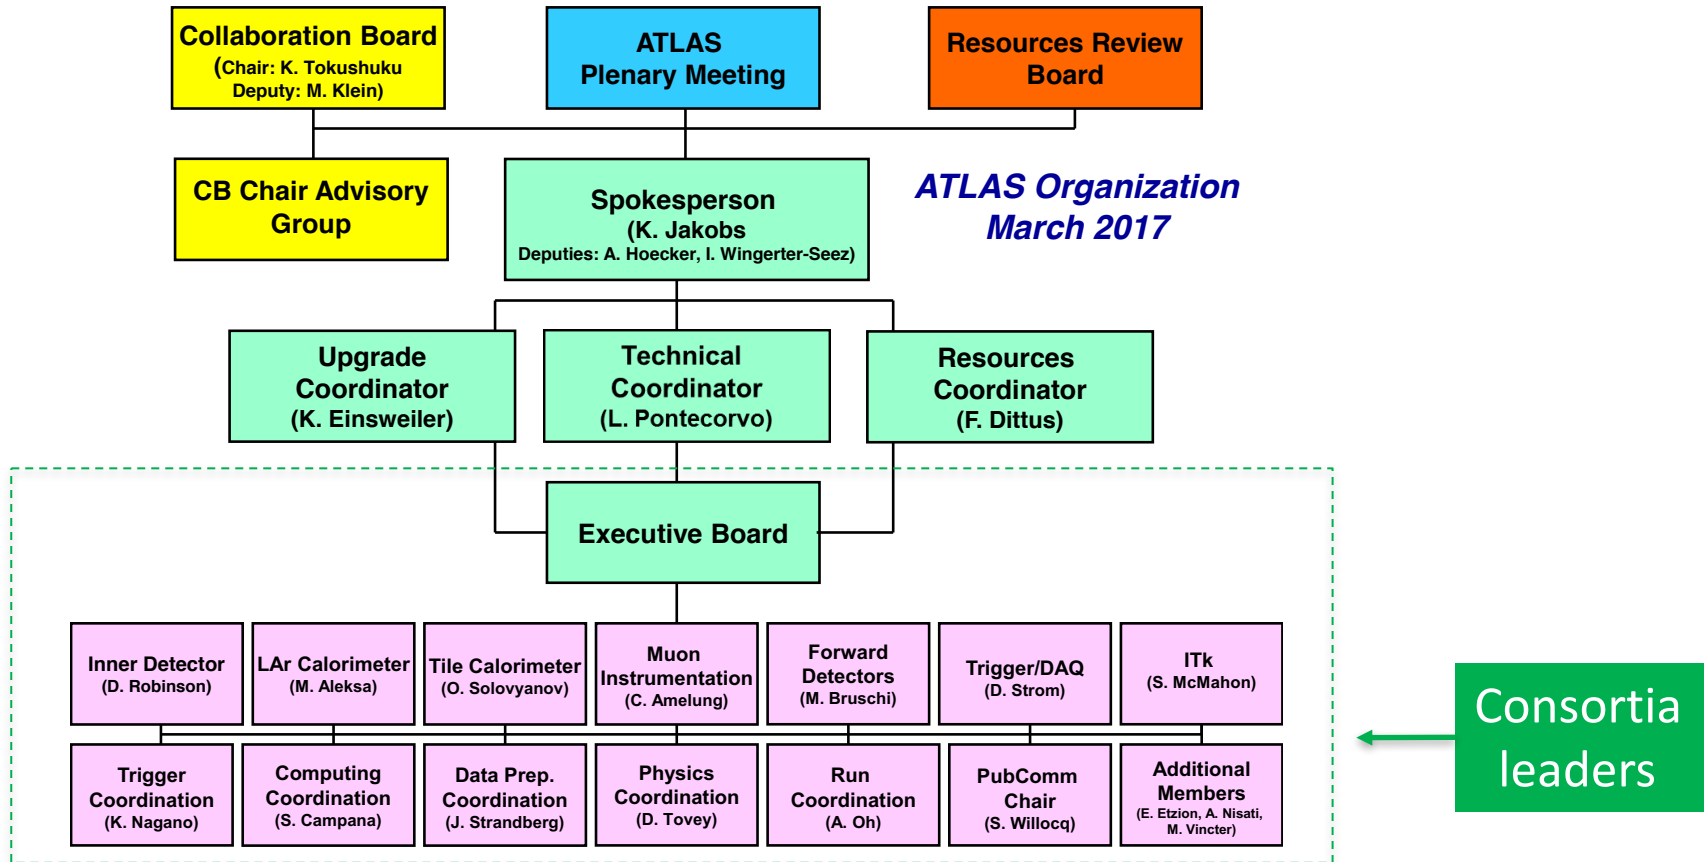 Collaboration Board
(Chair: K. Tokushuku
Deputy: M. Klein)
ATLAS
Plenary Meeting
Resources Review
Board
CB Chair Advisory
Group
Spokesperson
(K. Jakobs
Deputies: A. Hoecker, I. Wingerter-Seez)
ATLAS Organization
March 2017
Upgrade
Coordinator
(K. Einsweiler)
Technical
Coordinator
(L. Pontecorvo)
Resources
Coordinator
(F. Dittus)
Executive Board
Inner Detector
(D. Robinson)
LAr Calorimeter
(M. Aleksa)
Tile Calorimeter
(O. Solovyanov)
Muon
Instrumentation
(C. Amelung)
Forward
Detectors
(M. Bruschi)
Trigger/DAQ
(D. Strom)
ITk
(S. McMahon)
Consortia
leaders
Trigger
Coordination
(K. Nagano)
Computing
Coordination
(S. Campana)
Data Prep.
Coordination
(J. Strandberg)
Physics
Coordination
(D. Tovey)
Run
Coordination
(A. Oh)
PubComm
Chair
(S. Willocq)
Additional
Members
(E. Etzion, A. Nisati,
M. Vincter)